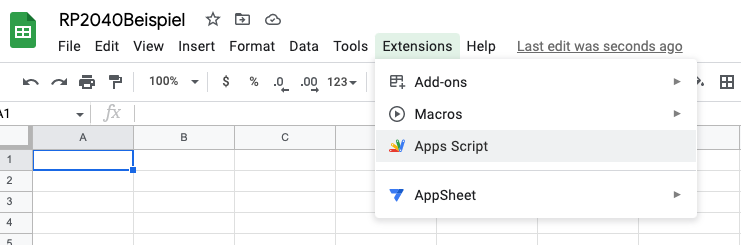 RP2040Beispiel
File Edit View Insert Format Data Tools Extensions Help Last edit was seconds ago
100% $ % .0 .00 123
A1 fx
Add-ons
Macros
Apps Script
AppSheet
A B C
1
2
3
4
5